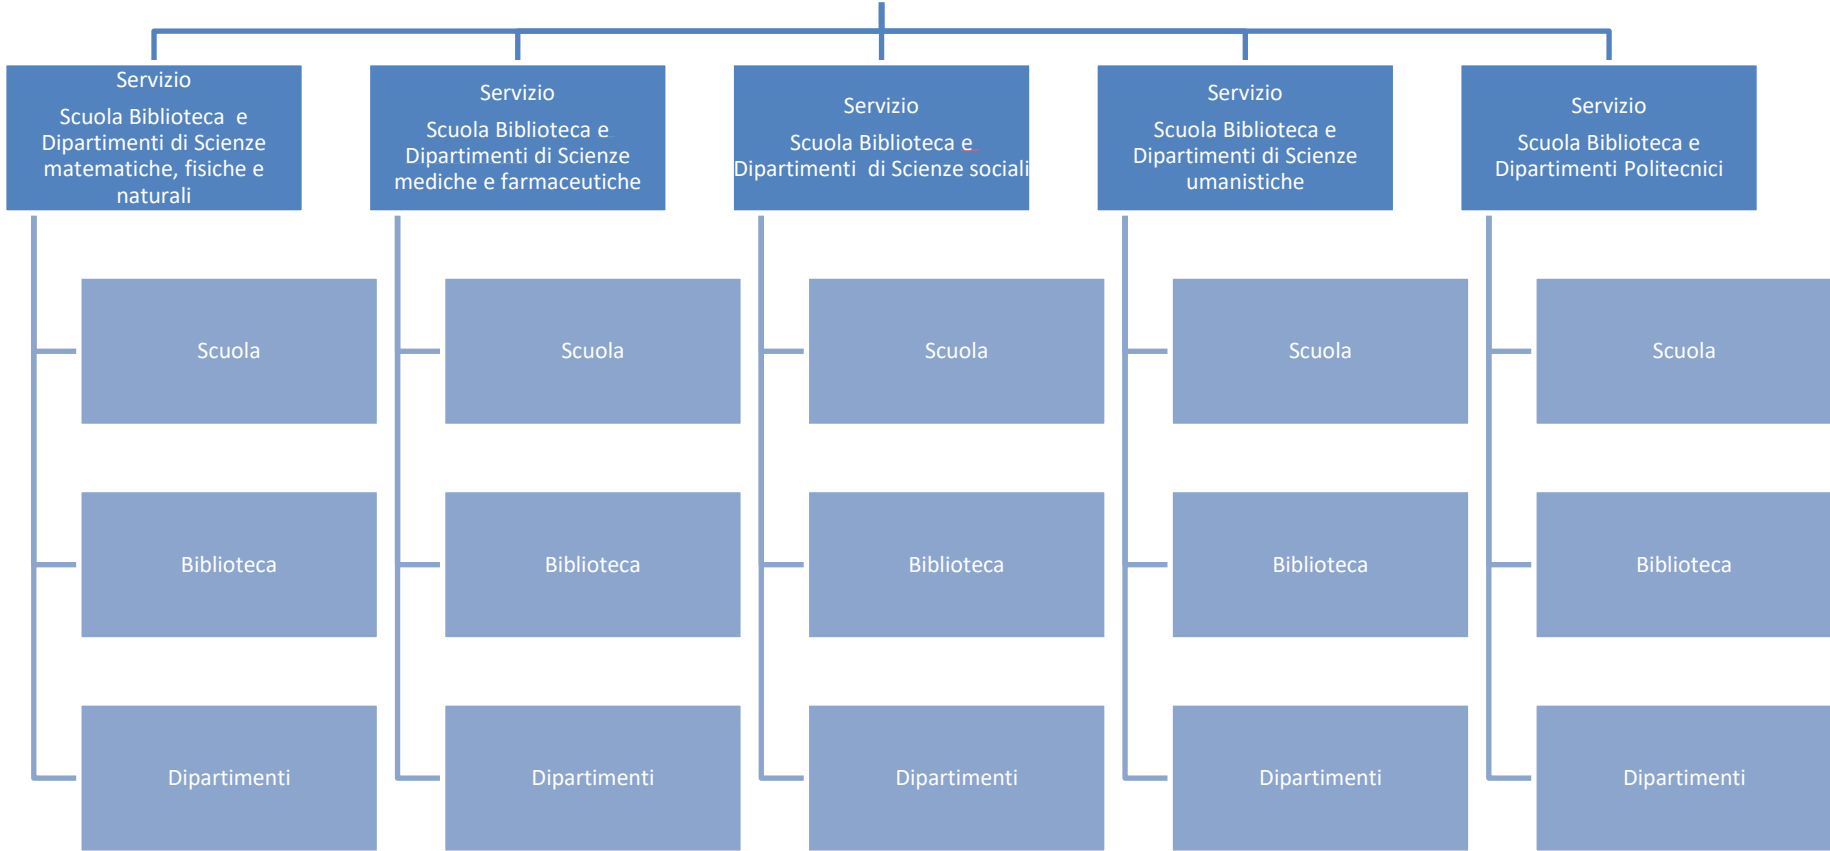 Servizio
Scuola Biblioteca  e
Dipartimenti di Scienze
matematiche, fisiche e
naturali
Servizio
Scuola Biblioteca e
Dipartimenti di Scienze
mediche e farmaceutiche
Servizio
Scuola Biblioteca e
Dipartimenti  di Scienze sociali
Servizio
Scuola Biblioteca e
Dipartimenti di Scienze
umanistiche
Servizio
Scuola Biblioteca e
Dipartimenti Politecnici
Scuola
Scuola
Scuola
Scuola
Scuola
Biblioteca
Biblioteca
Biblioteca
Biblioteca
Biblioteca
Dipartimenti
Dipartimenti
Dipartimenti
Dipartimenti
Dipartimenti